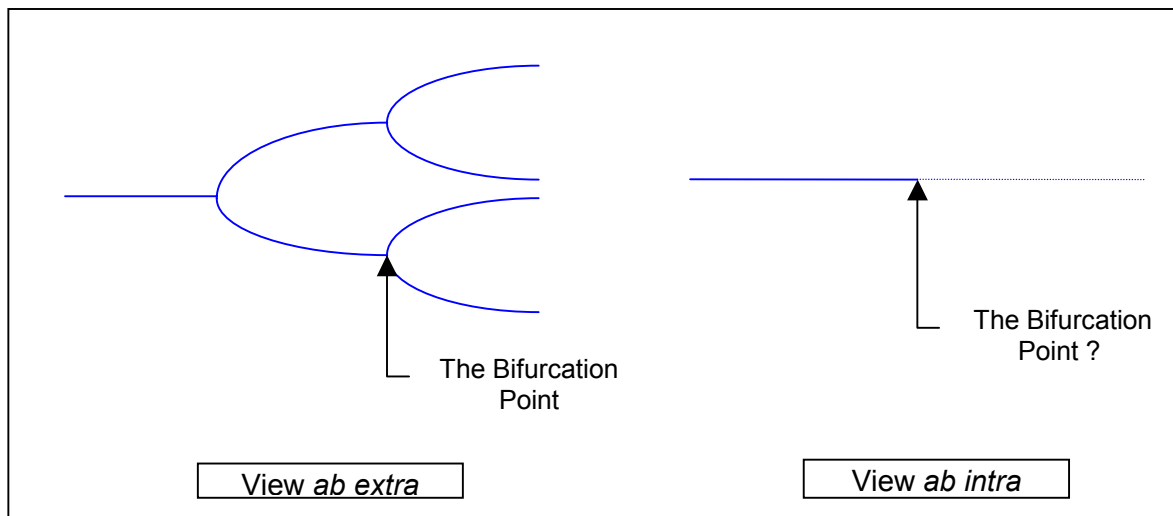 The Bifurcation
Point
The Bifurcation
Point ?
View ab extra
View ab intra